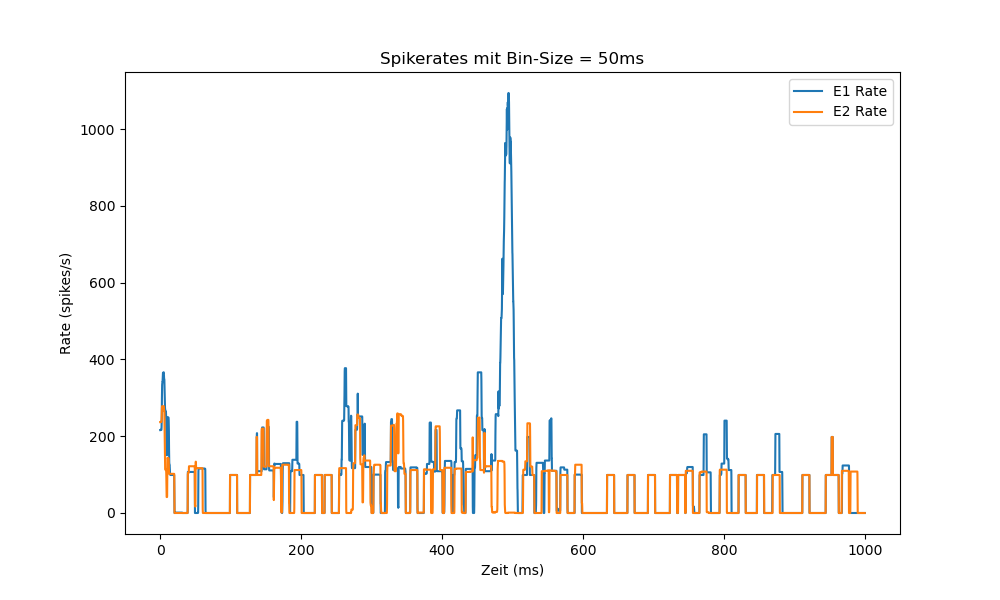 Spikerates mit Bin-Size = 50ms
E1 Rate
E2 Rate
1000
800
600
400
200
0
Rate (spikes/s)
0 200 400 600 800 1000
Zeit (ms)